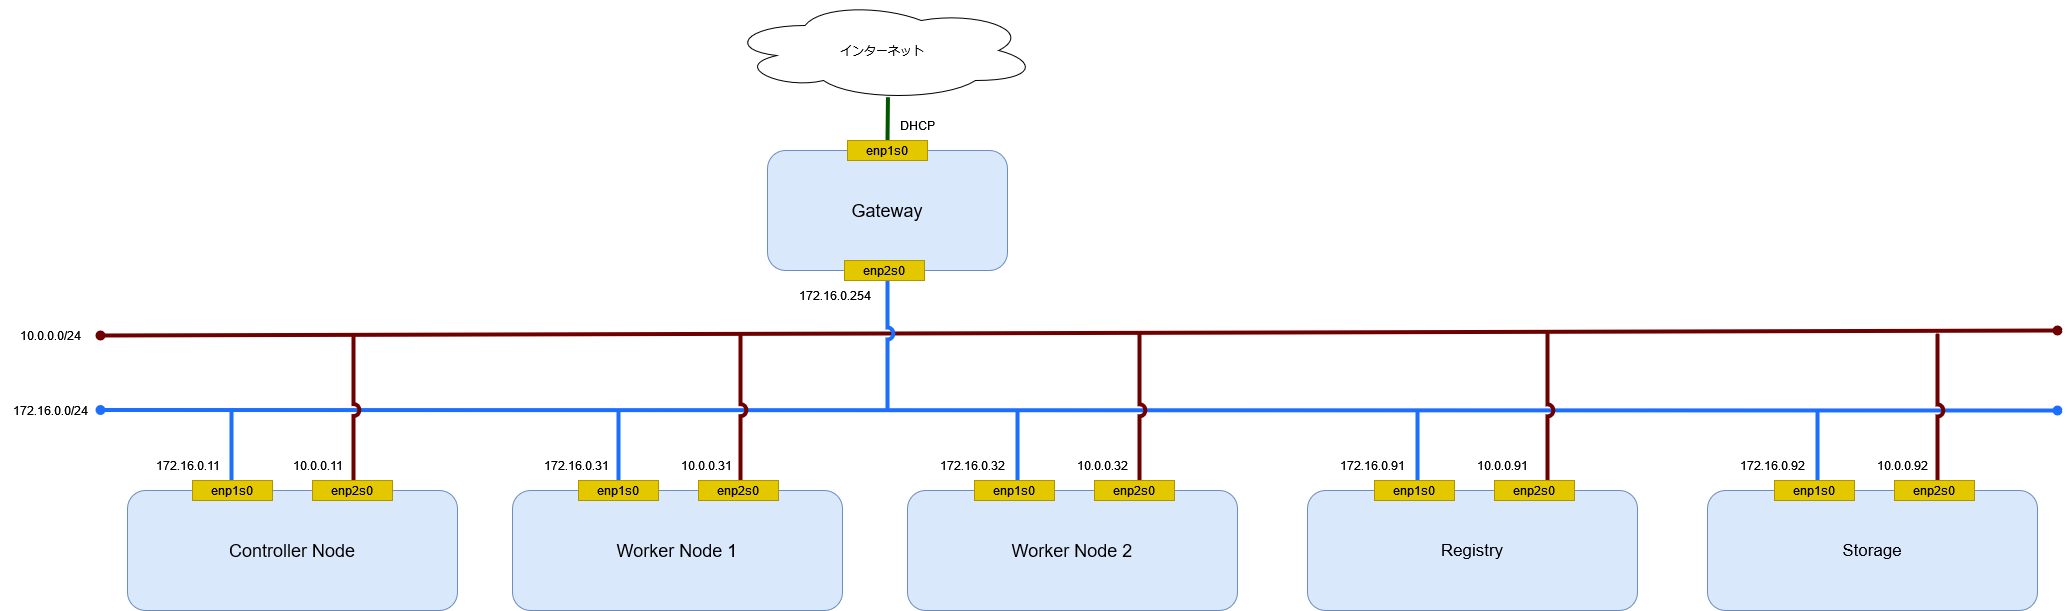 インターネット
DHCP
enp1s0
Gateway
enp2s0
172.16.0.254
10.0.0.0/24
172.16.0.0/24
172.16.0.11
10.0.0.11
172.16.0.31
10.0.0.31
172.16.0.32
10.0.0.32
172.16.0.91
10.0.0.91
172.16.0.92
10.0.0.92
enp1s0
enp2s0
enp1s0
enp2s0
enp1s0
enp2s0
enp1s0
enp2s0
enp1s0
enp2s0
Controller Node
Worker Node 1
Worker Node 2
Registry
Storage